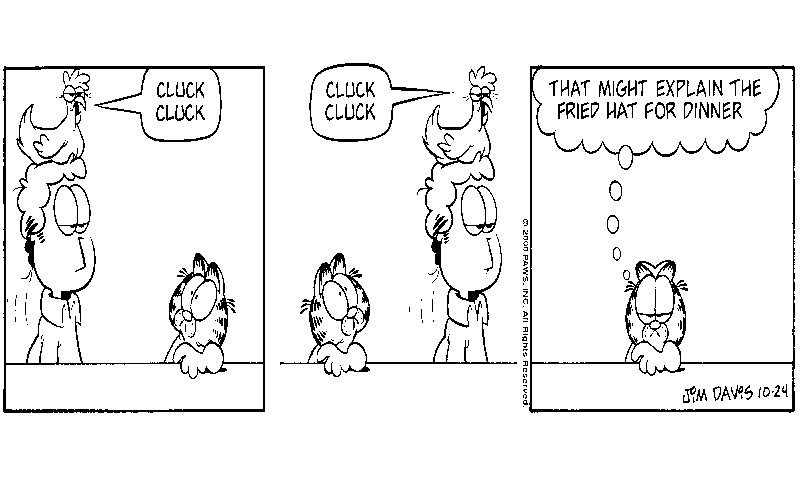 CLUCK
CLUCK
CLUCK
CLUCK
© 2000 PAWS, INC. All Rights Reserved.
THAT MIGHT EXPLAIN THE
FRIED HAT FOR DINNER
JIM DAVIS 10-24